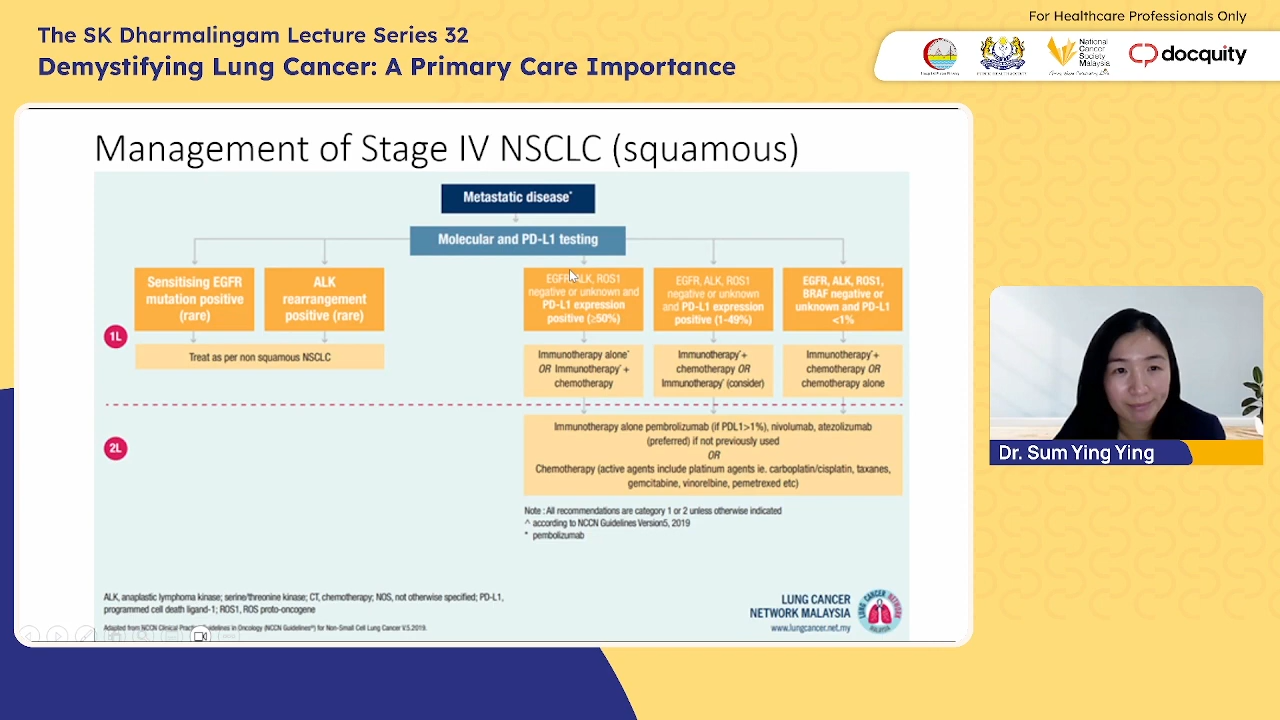 For Healthcare Professionals Only
The SK Dharmalingam Lecture Series 32
Demystifying Lung Cancer: A Primary Care Importance
National
Cancer
Society
Malaysia
docquity
Management of Stage IV NSCLC (squamous)
Metastatic disease*
Molecular and PD-L1 testing
Sensitising EGFR
mutation positive
(rare)
ALK
rearrangement
positive (rare)
EGFR, ALK, ROS1
negative or unknown and
PD-L1 expression
positive (≥50%)
EGFR, ALK, ROS1
negative or unknown
and PD-L1 expression
positive (1-49%)
EGFR, ALK, ROS1,
BRAF negative or
unknown and PD-L1
<1%
1L
Treat as per non squamous NSCLC
Immunotherapy alone*
OR Immunotherapy* +
chemotherapy
Immunotherapy*+
chemotherapy OR
Immunotherapy* (consider)
Immunotherapy*+
chemotherapy OR
chemotherapy alone
2L
Immunotherapy alone pembrolizumab (if PDL1>1%), nivolumab, atezolizumab
(preferred) if not previously used
OR
Chemotherapy (active agents include platinum agents ie. carboplatin/cisplatin, taxanes,
gemcitabine, vinorelbine, pemetrexed etc)
Note : All recommendations are category 1 or 2 unless otherwise indicated
^ according to NCCN Guidelines Version5, 2019
* pembolizumab
ALK, anaplastic lymphoma kinase; serine/threonine kinase; CT, chemotherapy; NOS, not otherwise specified; PD-L1,
programmed cell death ligand-1; ROS1, ROS proto-oncogene
Adapted from NCCN Clinical Practice Guidelines in Oncology (NCCN Guidelines®) for Non-Small Cell Lung Cancer V.5.2019.
LUNG CANCER
NETWORK MALAYSIA
www.lungcancer.net.my
LUNG CANCER NETWORK
MALAYSIA
Dr. Sum Ying Ying